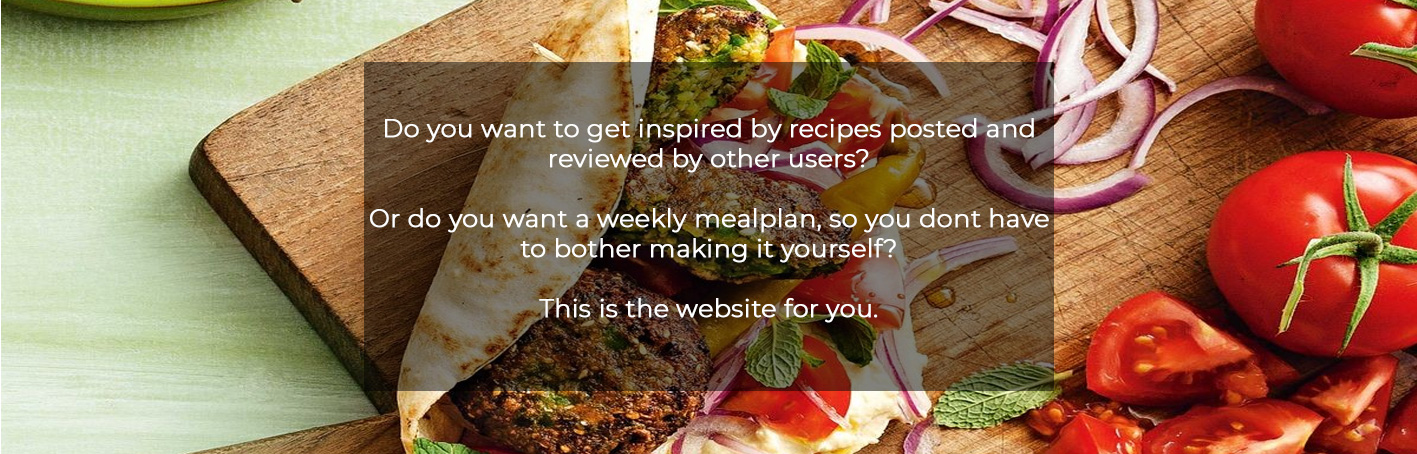 Do you want to get inspired by recipes posted and
reviewed by other users?
Or do you want a weekly mealplan, so you dont have
to bother making it yourself?
This is the website for you.